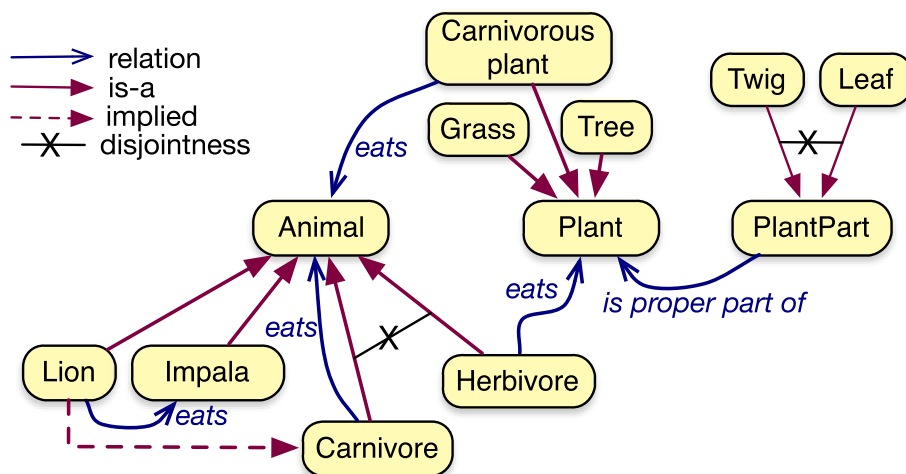 relation
is-a
implied
disjointness
X
Carnivorous
plant
Twig
Leaf
Grass
Tree
eats
X
Animal
Plant
PlantPart
eats
is proper part of
eats
X
Lion
Impala
Herbivore
eats
Carnivore